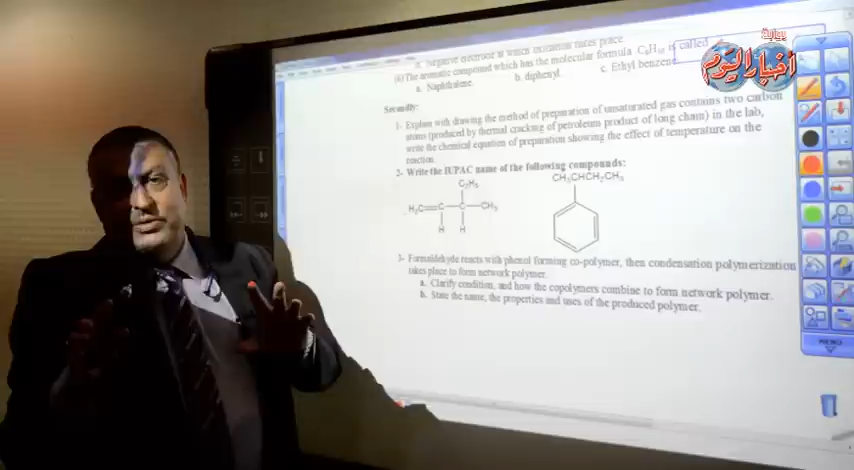 a. Negative electrode is which oxidation takes place
(6) The aromatic compound which has the molecular formula C₈H₁₀ is called
a. Naphthalene. b. diphenyl. c. Ethyl benzene
بوابة
أخبار اليوم
Secondly:
1- Explain with drawing the method of preparation of unsaturated gas contains two carbon
atoms (produced by thermal cracking of petroleum product of long chain) in the lab,
write the chemical equation of preparation showing the effect of temperature on the
reaction.
2- Write the IUPAC name of the following compounds:
C₂H₅
H₂C=C—C—CH₃
H H
CH₃CHCH₂CH₃
3- Formaldehyde reacts with phenol forming co-polymer, then condensation polymerization
takes place to form network polymer.
a. Clarify condition, and how the copolymers combine to form network polymer.
b. State the name, the properties and uses of the produced polymer.
MENU